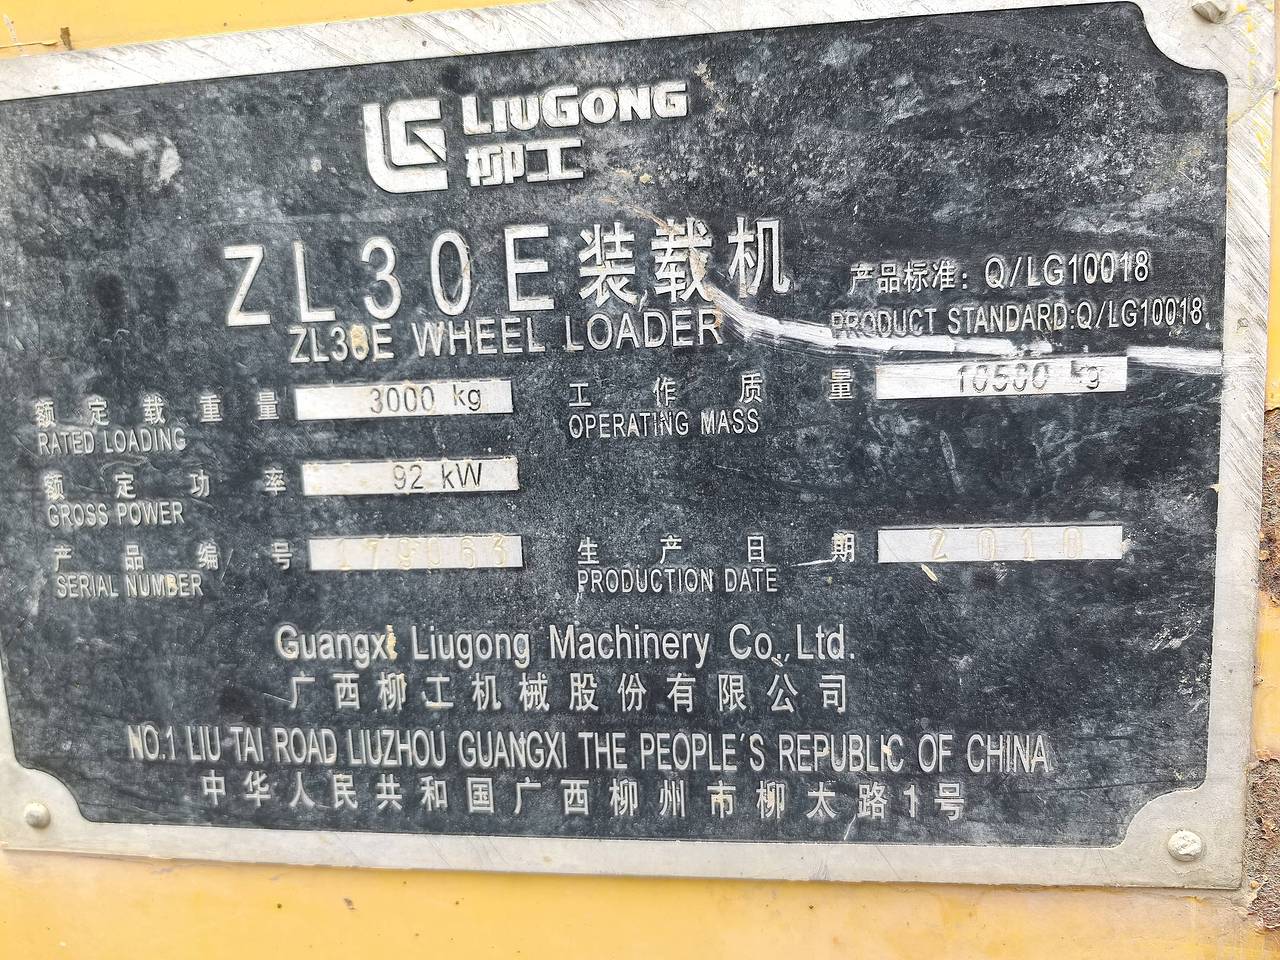 LG LIUGONG
柳工
ZL30E装载机
ZL30E WHEEL LOADER
产品标准：Q/LG10018
PRODUCT STANDARD:Q/LG10018
额定载重量 3000 kg
RATED LOADING
工作质量 10500 kg
OPERATING MASS
额定功率 92 kW
GROSS POWER
产品编号 179063
SERIAL NUMBER
生产日期 2010
PRODUCTION DATE
Guangxi Liugong Machinery Co.,Ltd.
广西柳工机械股份有限公司
NO.1 LIU TAI ROAD LIUZHOU GUANGXI THE PEOPLE'S REPUBLIC OF CHINA
中华人民共和国广西柳州市柳太路1号